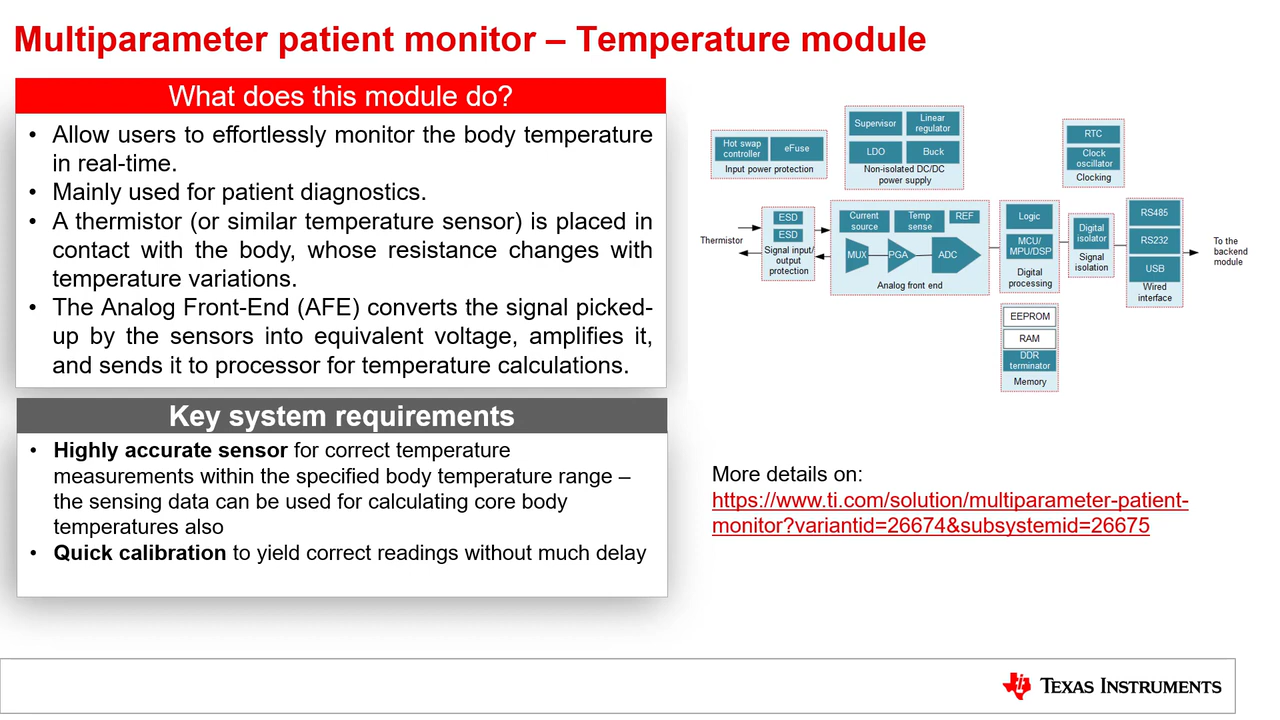 Multiparameter patient monitor – Temperature module
What does this module do?
• Allow users to effortlessly monitor the body temperature
in real-time.
• Mainly used for patient diagnostics.
• A thermistor (or similar temperature sensor) is placed in
contact with the body, whose resistance changes with
temperature variations.
• The Analog Front-End (AFE) converts the signal picked-
up by the sensors into equivalent voltage, amplifies it,
and sends it to processor for temperature calculations.
Key system requirements
• Highly accurate sensor for correct temperature
measurements within the specified body temperature range –
the sensing data can be used for calculating core body
temperatures also
• Quick calibration to yield correct readings without much delay
Hot swap
controller
eFuse
Input power protection
Supervisor
Linear
regulator
LDO
Buck
Non-isolated DC/DC
power supply
RTC
Clock
oscillator
Clocking
Thermistor
ESD
ESD
Signal input/
output
protection
Current
source
Temp
sense
REF
MUX
PGA
ADC
Analog front end
Logic
MCU/
MPU/DSP
Digital
processing
Digital
isolator
Signal
isolation
RS485
RS232
USB
Wired
interface
To the
backend
module
EEPROM
RAM
DDR
terminator
Memory
More details on:
https://www.ti.com/solution/multiparameter-patient-
monitor?variantid=26674&subsystemid=26675
TEXAS INSTRUMENTS